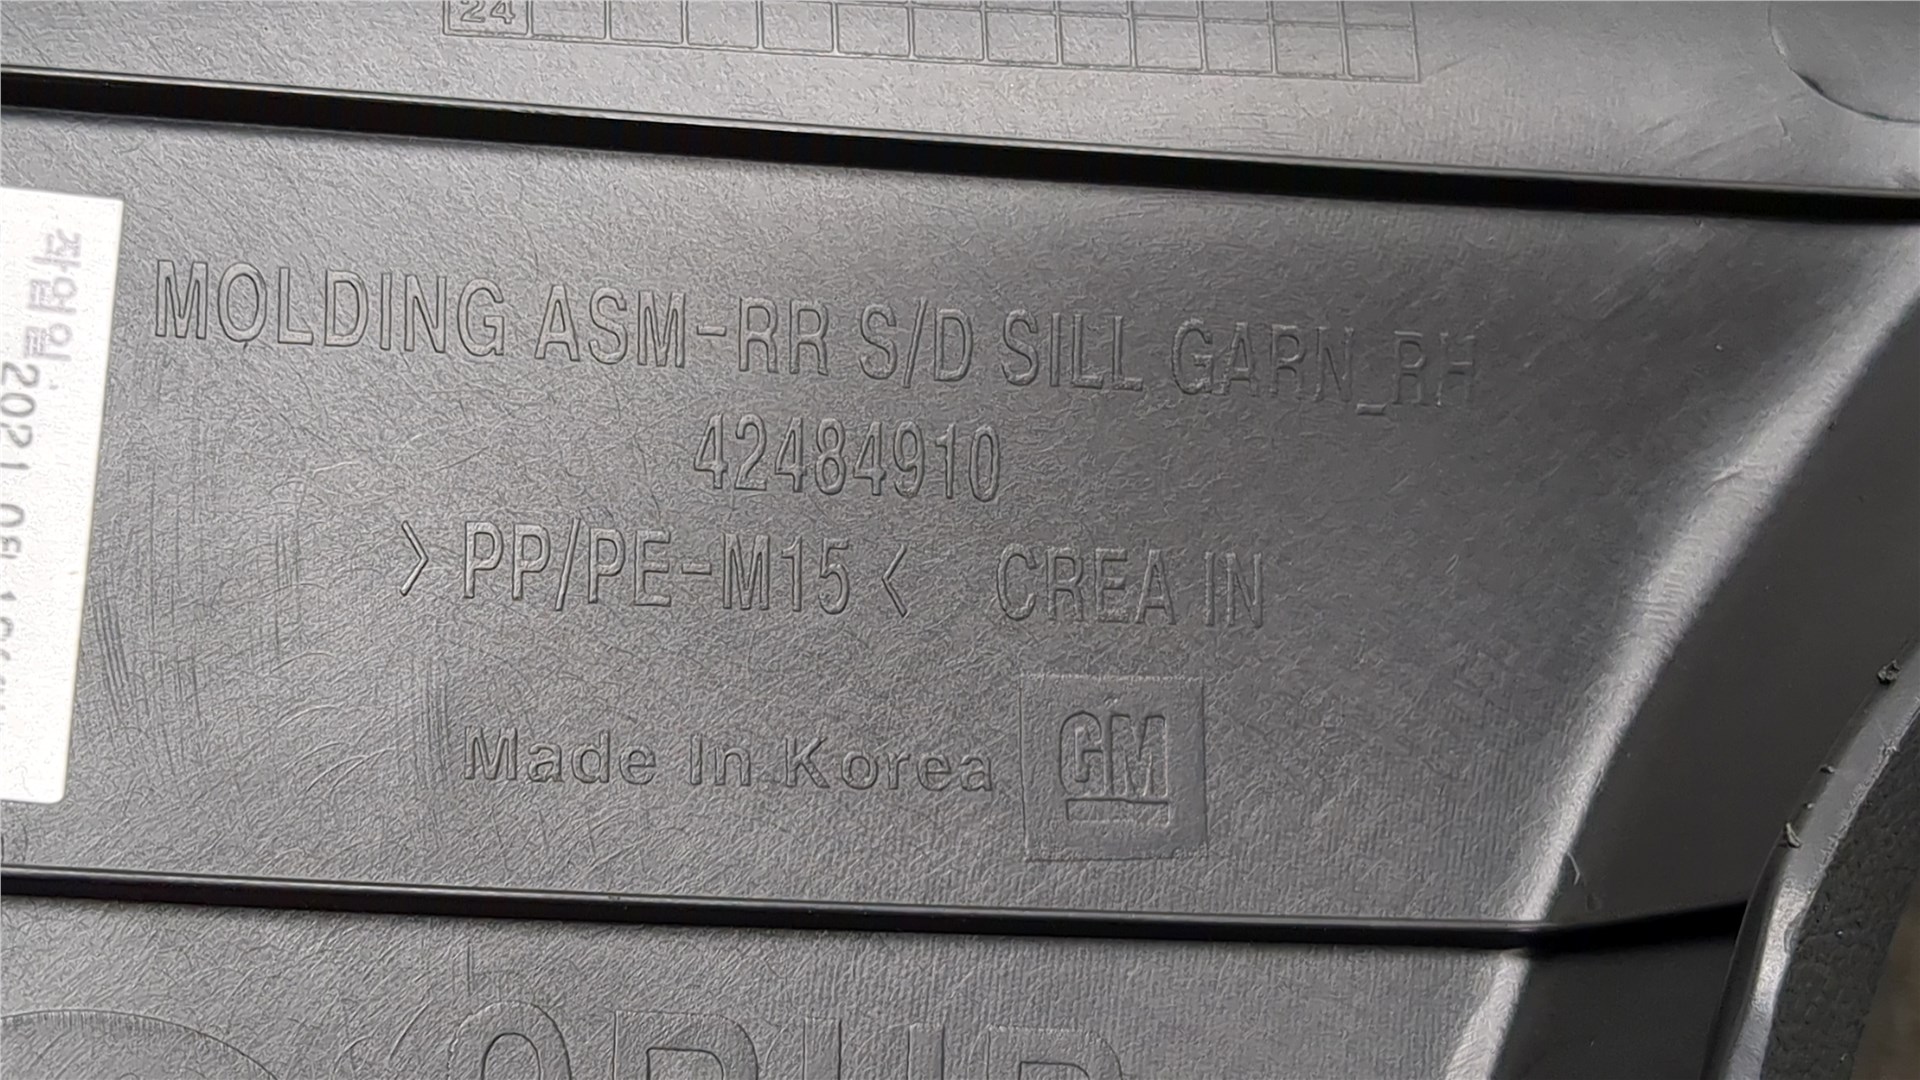 24
MOLDING ASM-RR S/D SILL GARN_RH
42484910
>PP/PE-M15< CREA IN
Made In Korea GM
작업일
2021.08